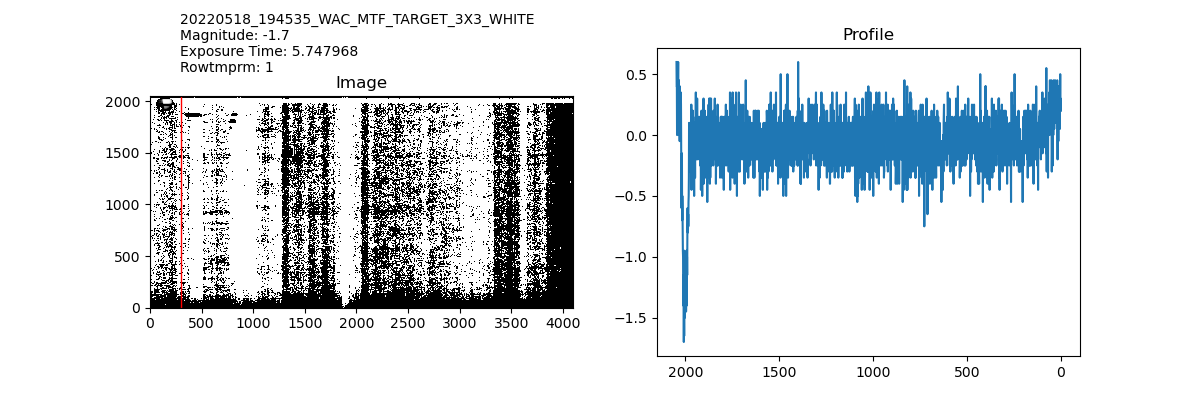 20220518_194535_WAC_MTF_TARGET_3X3_WHITE
Magnitude: -1.7
Exposure Time: 5.747968
Rowtmprm: 1
Image
2000
1500
1000
500
0
0 500 1000 1500 2000 2500 3000 3500 4000
Profile
0.5
0.0
−0.5
−1.0
−1.5
2000 1500 1000 500 0